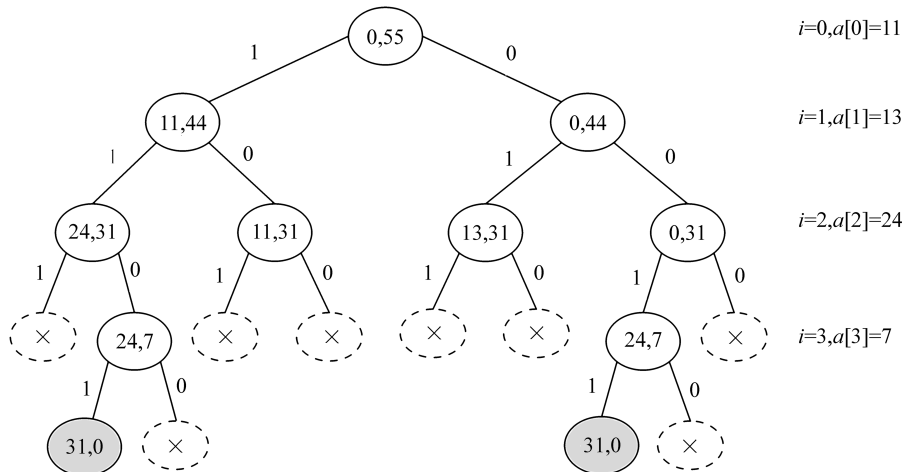 0,55 i=0,a[0]=11
1 0
11,44 0,44 i=1,a[1]=13
| 0 1 0
24,31 11,31 13,31 0,31 i=2,a[2]=24
1 0 1 0 1 0 1 0
× 24,7 × × × × 24,7 × i=3,a[3]=7
1 0 1 0
31,0 × 31,0 ×